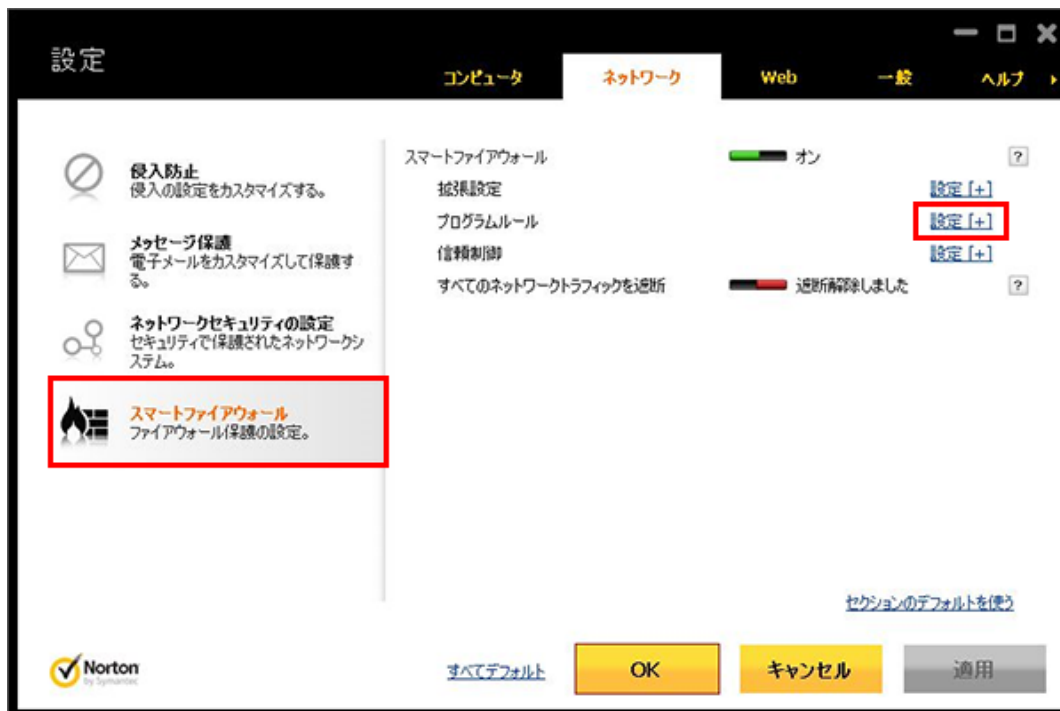 設定
コンピュータ ネットワーク Web 一般 ヘルプ
侵入防止
侵入の設定をカスタマイズする。
メッセージ保護
電子メールをカスタマイズして保護す
る。
ネットワークセキュリティの設定
セキュリティで保護されたネットワークシ
ステム。
スマートファイアウォール
ファイアウォール保護の設定。
スマートファイアウォール オン ?
拡張設定 設定 [+]
プログラムルール 設定 [+]
信頼制御 設定 [+]
すべてのネットワークトラフィックを遮断 遮断解除しました ?
セクションのデフォルトを使う
Norton
by Symantec
すべてデフォルト OK キャンセル 適用